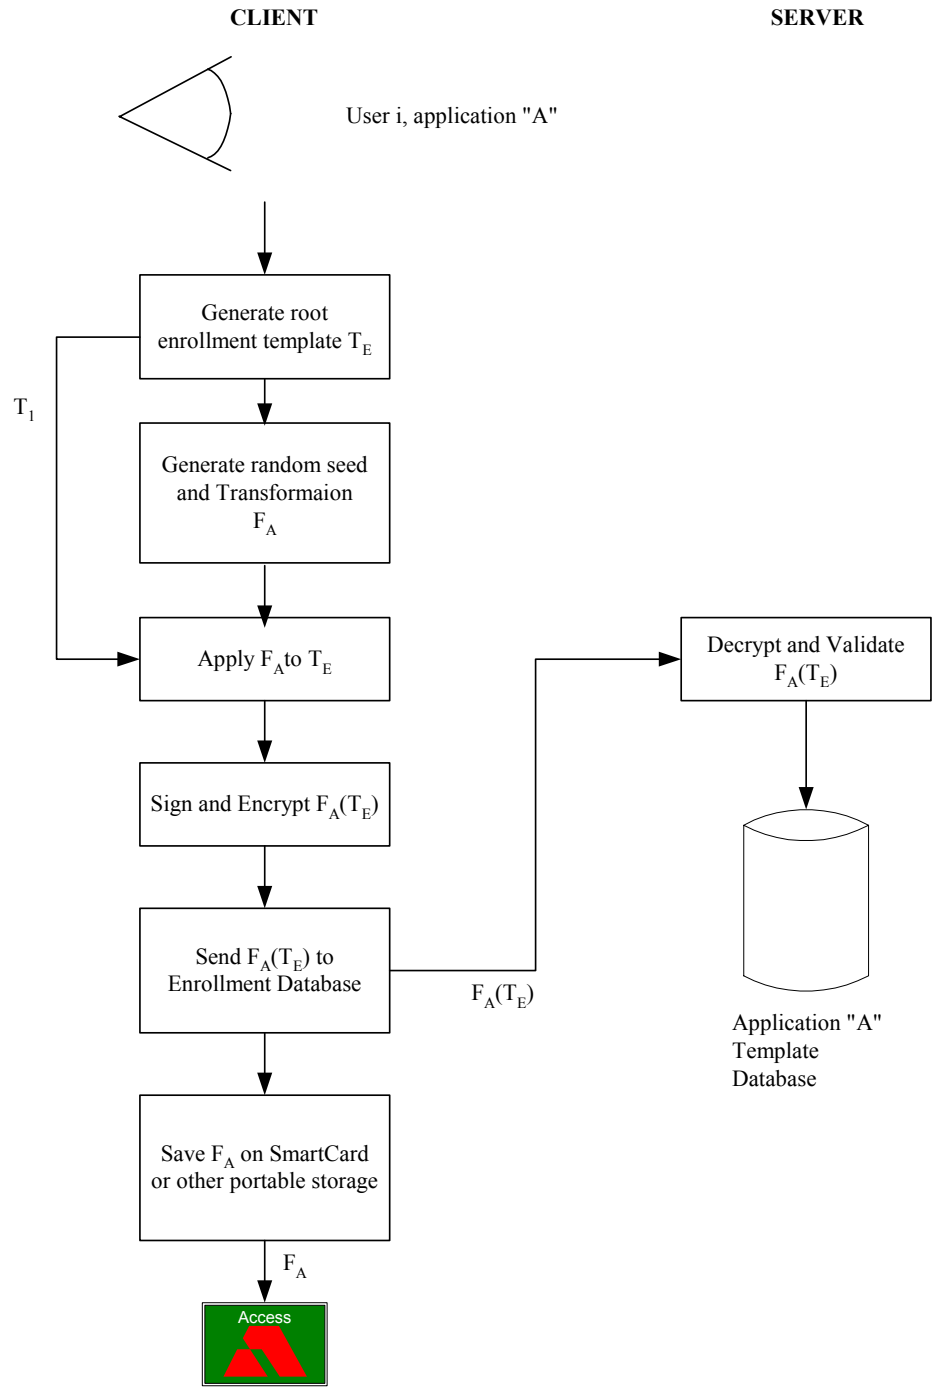 CLIENT
SERVER
User i, application "A"
Generate root
enrollment template T_E
T_1
Generate random seed
and Transformaion
F_A
Apply F_A to T_E
Decrypt and Validate
F_A(T_E)
Sign and Encrypt F_A(T_E)
Send F_A(T_E) to
Enrollment Database
F_A(T_E)
Application "A"
Template
Database
Save F_A on SmartCard
or other portable storage
F_A
Access